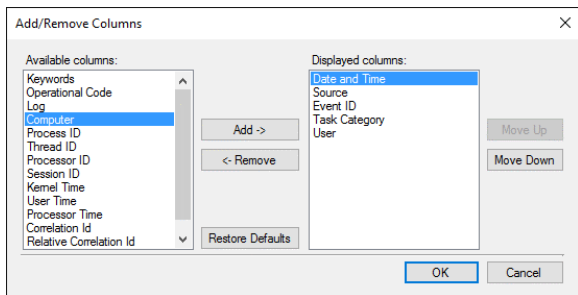 Add/Remove Columns
Available columns:
Keywords
Operational Code
Log
Computer
Process ID
Thread ID
Processor ID
Session ID
Kernel Time
User Time
Processor Time
Correlation Id
Relative Correlation Id
Add ->
<- Remove
Restore Defaults
Displayed columns:
Date and Time
Source
Event ID
Task Category
User
Move Up
Move Down
OK
Cancel